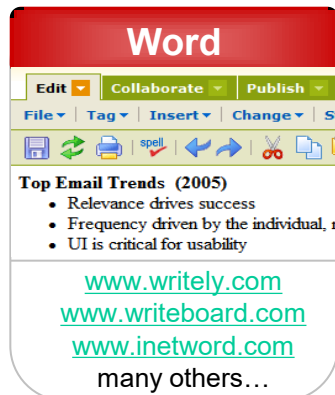 Word
Edit Collaborate Publish
File Tag Insert Change S
spell
Top Email Trends (2005)
• Relevance drives success
• Frequency driven by the individual,
• UI is critical for usability
www.writely.com
www.writeboard.com
www.inetword.com
many others…